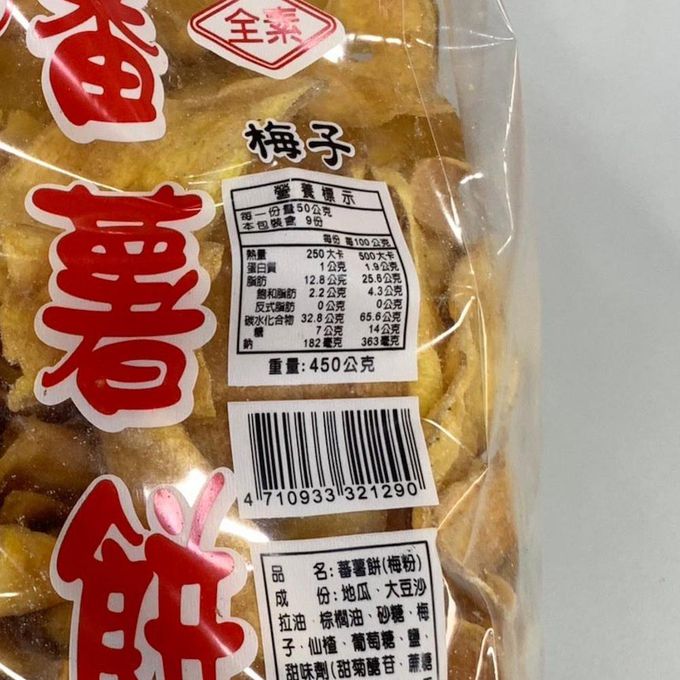 全素
蕃
薯
餅
梅子
營養標示
每一份量50公克
本包裝含 9份
每份 每100公克
熱量 250大卡 500大卡
蛋白質 1公克 1.9公克
脂肪 12.8公克 25.6公克
飽和脂肪 2.2公克 4.3公克
反式脂肪 0公克 0公克
碳水化合物 32.8公克 65.6公克
糖 7公克 14公克
鈉 182毫克 363毫克
重量:450公克
4 710933 321290
品 名:蕃薯餅(梅粉)
成 份:地瓜、大豆沙
拉油、棕櫚油、砂糖、梅
子、仙楂、葡萄糖、鹽、
甜味劑(甜菊醣苷、蔗糖